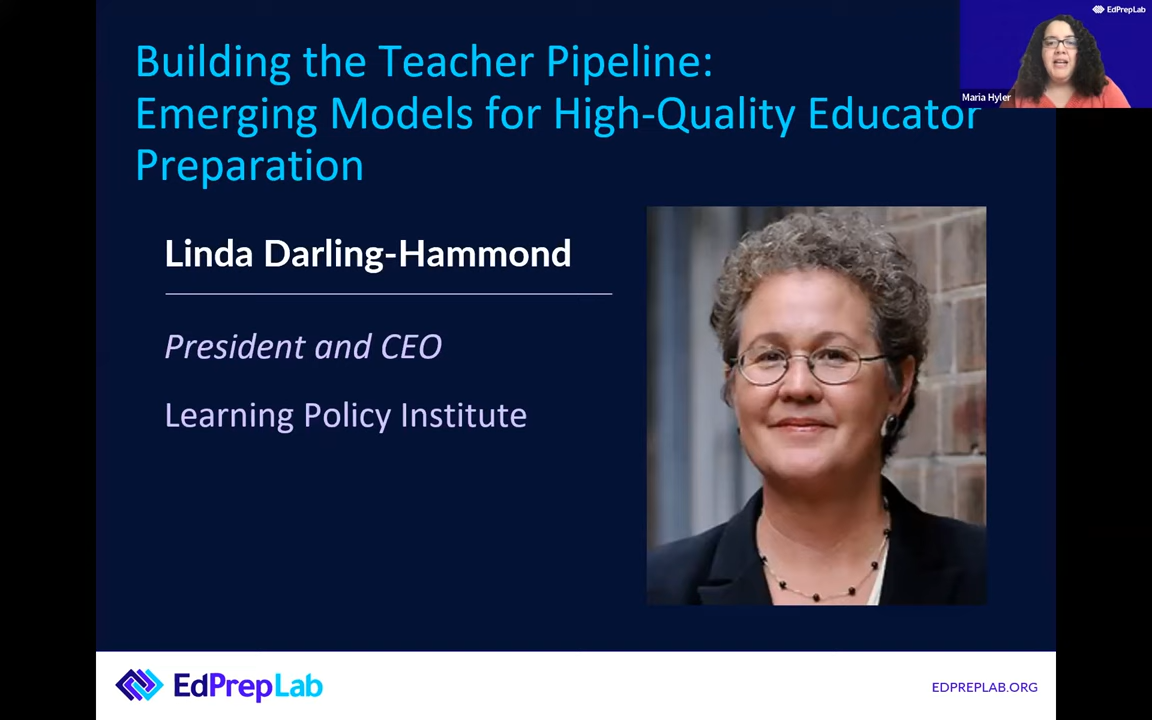 Building the Teacher Pipeline:
Emerging Models for High-Quality Educator
Preparation
EdPrepLab
Maria Hyler
Linda Darling-Hammond
President and CEO
Learning Policy Institute
EdPrepLab
EDPREPLAB.ORG